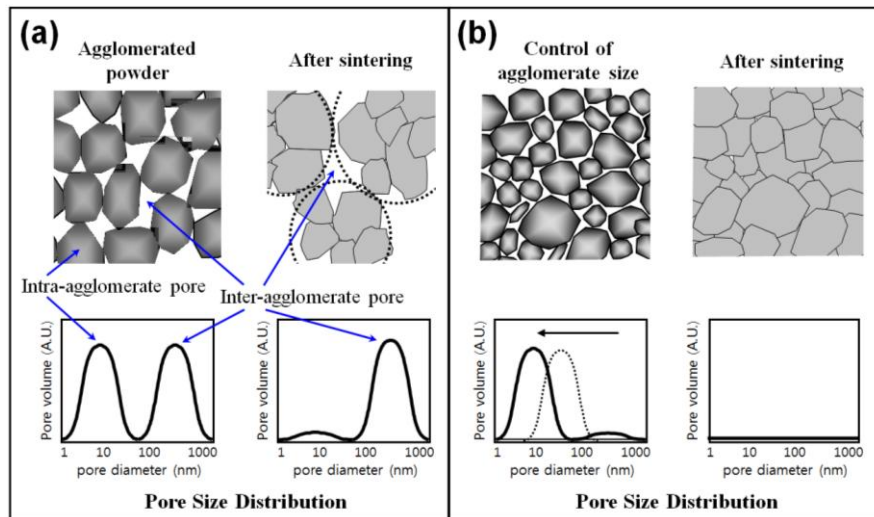 (a)
Agglomerated
powder
After sintering
Intra-agglomerate pore
Inter-agglomerate pore
Pore volume (A.U.)
1 10 100 1000
pore diameter (nm)
Pore volume (A.U.)
1 10 100 1000
pore diameter (nm)
Pore Size Distribution
(b)
Control of
agglomerate size
After sintering
Pore volume (A.U.)
1 10 100 1000
pore diameter (nm)
Pore volume (A.U.)
1 10 100 1000
pore diameter (nm)
Pore Size Distribution